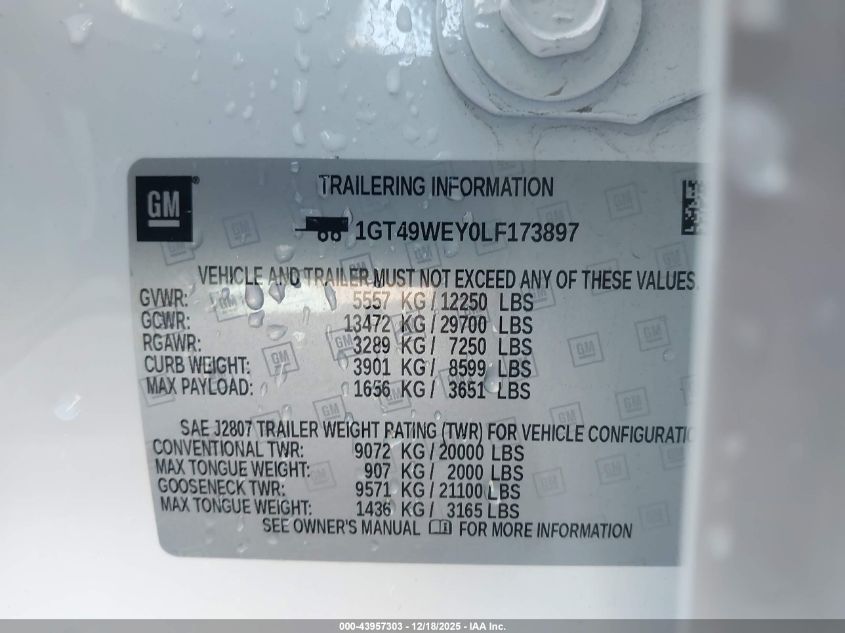 GM ®
TRAILERING INFORMATION
1GT49WEY0LF173897
VEHICLE AND TRAILER MUST NOT EXCEED ANY OF THESE VALUES.
GVWR: 5557 KG / 12250 LBS
GCWR: 13472 KG / 29700 LBS
RGAWR: 3289 KG / 7250 LBS
CURB WEIGHT: 3901 KG / 8599 LBS
MAX PAYLOAD: 1656 KG / 3651 LBS
SAE J2807 TRAILER WEIGHT RATING (TWR) FOR VEHICLE CONFIGURATIO
CONVENTIONAL TWR: 9072 KG / 20000 LBS
MAX TONGUE WEIGHT: 907 KG / 2000 LBS
GOOSENECK TWR: 9571 KG / 21100 LBS
MAX TONGUE WEIGHT: 1436 KG / 3165 LBS
SEE OWNER'S MANUAL FOR MORE INFORMATION
000-43957303 - 12/18/2025 - IAA Inc.